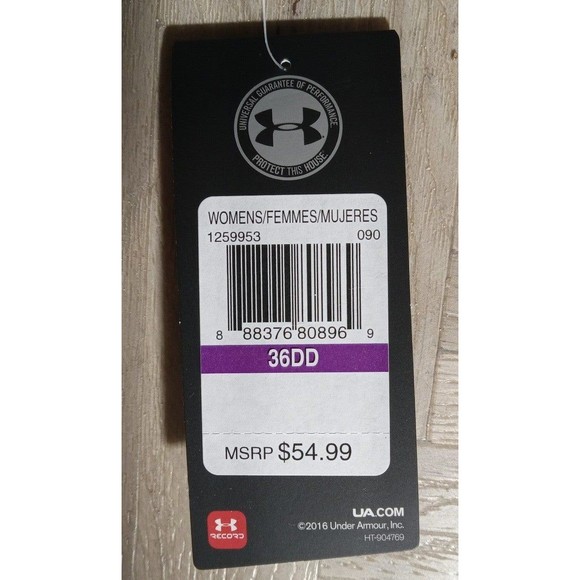 UNIVERSAL GUARANTEE OF PERFORMANCE
PROTECT THIS HOUSE
WOMENS/FEMMES/MUJERES
1259953 090
8 88376 80896 9
36DD
MSRP $54.99
RECORD
UA.COM
©2016 Under Armour, Inc.
HT-904769